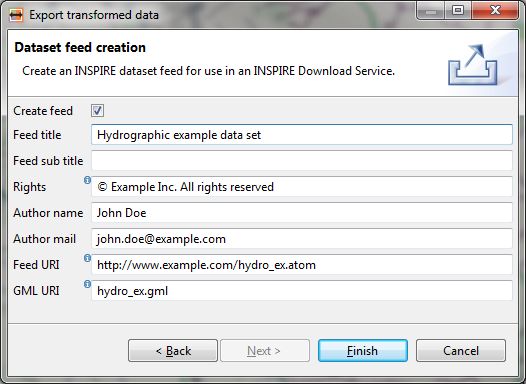 Export transformed data
Dataset feed creation
Create an INSPIRE dataset feed for use in an INSPIRE Download Service.
Create feed
Feed title Hydrographic example data set
Feed sub title
Rights © Example Inc. All rights reserved
Author name John Doe
Author mail john.doe@example.com
Feed URI http://www.example.com/hydro_ex.atom
GML URI hydro_ex.gml
< Back Next > Finish Cancel